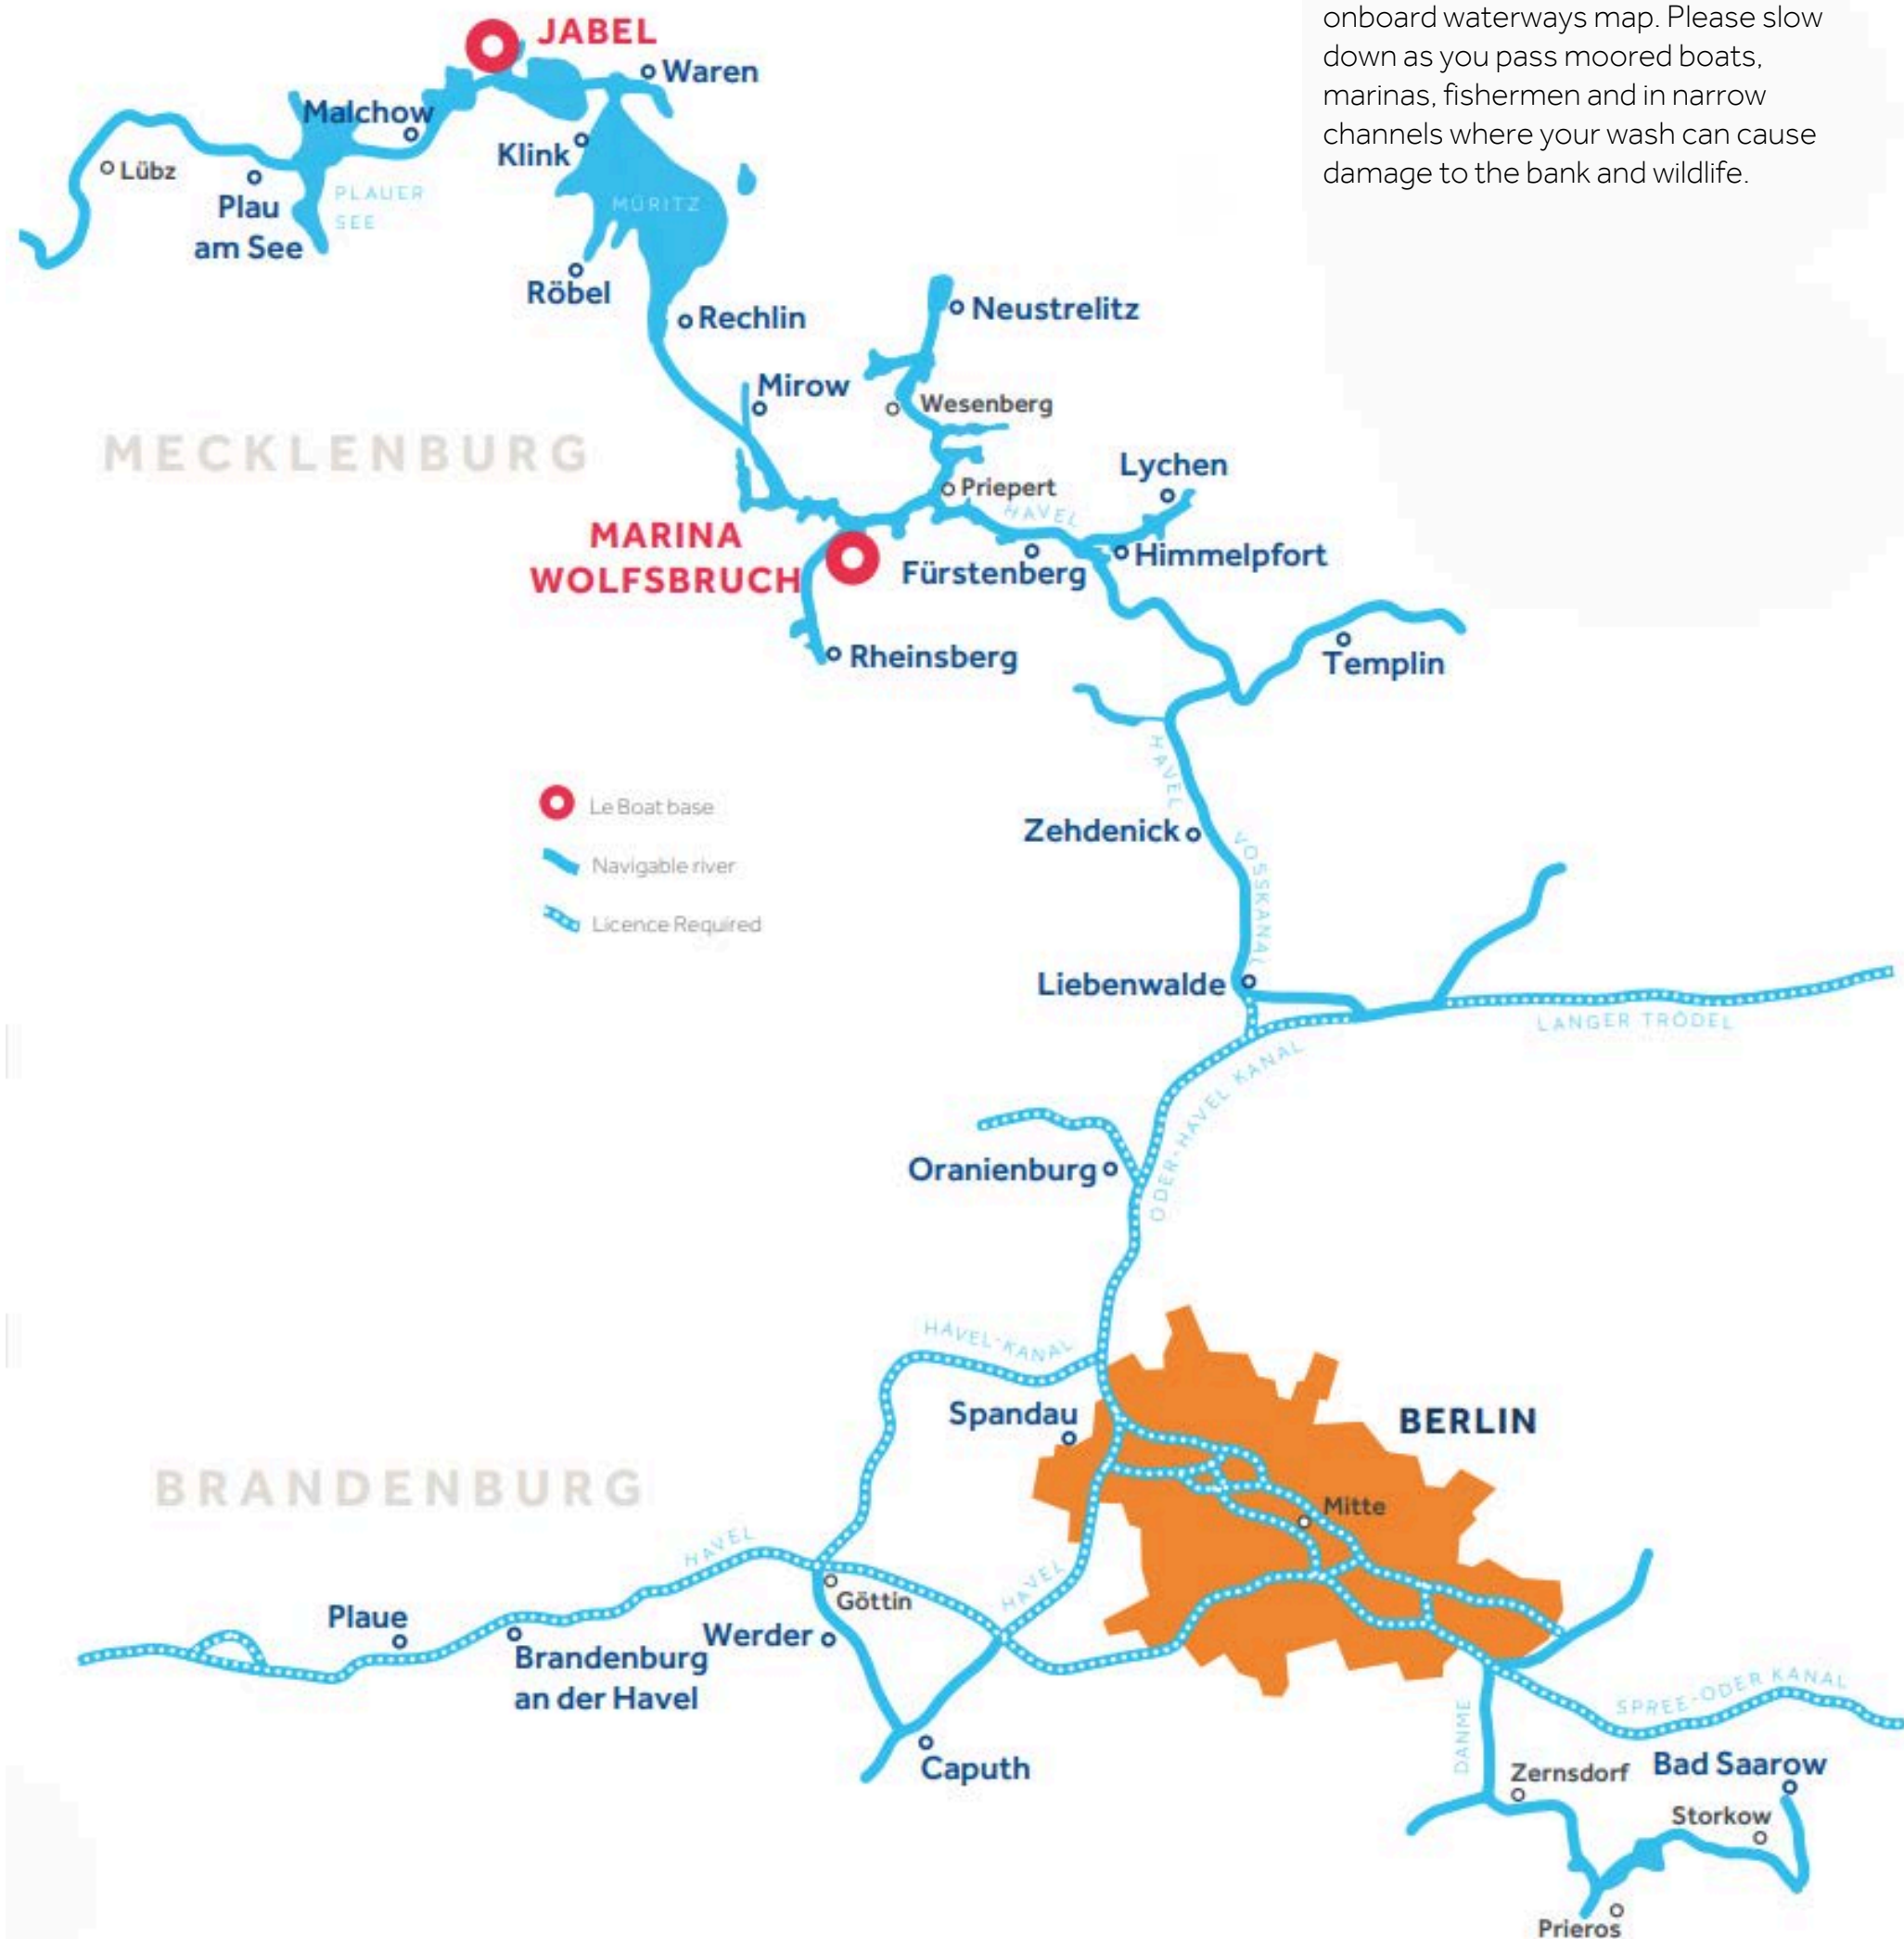 onboard waterways map. Please slow
down as you pass moored boats,
marinas, fishermen and in narrow
channels where your wash can cause
damage to the bank and wildlife.
JABEL
Waren
Malchow
Klink
Lübz
PLAUER
SEE
Plau
am See
MÜRITZ
Röbel
Rechlin
Neustrelitz
Mirow
Wesenberg
MECKLENBURG
Lychen
Priepert
HAVEL
MARINA
WOLFSBRUCH
Fürstenberg
Himmelpfort
Rheinsberg
Templin
HAVEL
Le Boat base
Navigable river
Licence Required
Zehdenick
VOSSKANAL
Liebenwalde
LANGER TRÖDEL
ODER-HAVEL KANAL
Oranienburg
HAVEL-KANAL
Spandau
BERLIN
BRANDENBURG
Mitte
HAVEL
HAVEL
Göttin
Plaue
Werder
Brandenburg
an der Havel
SPREE-ODER KANAL
DANME
Caputh
Zernsdorf
Bad Saarow
Storkow
Prieros